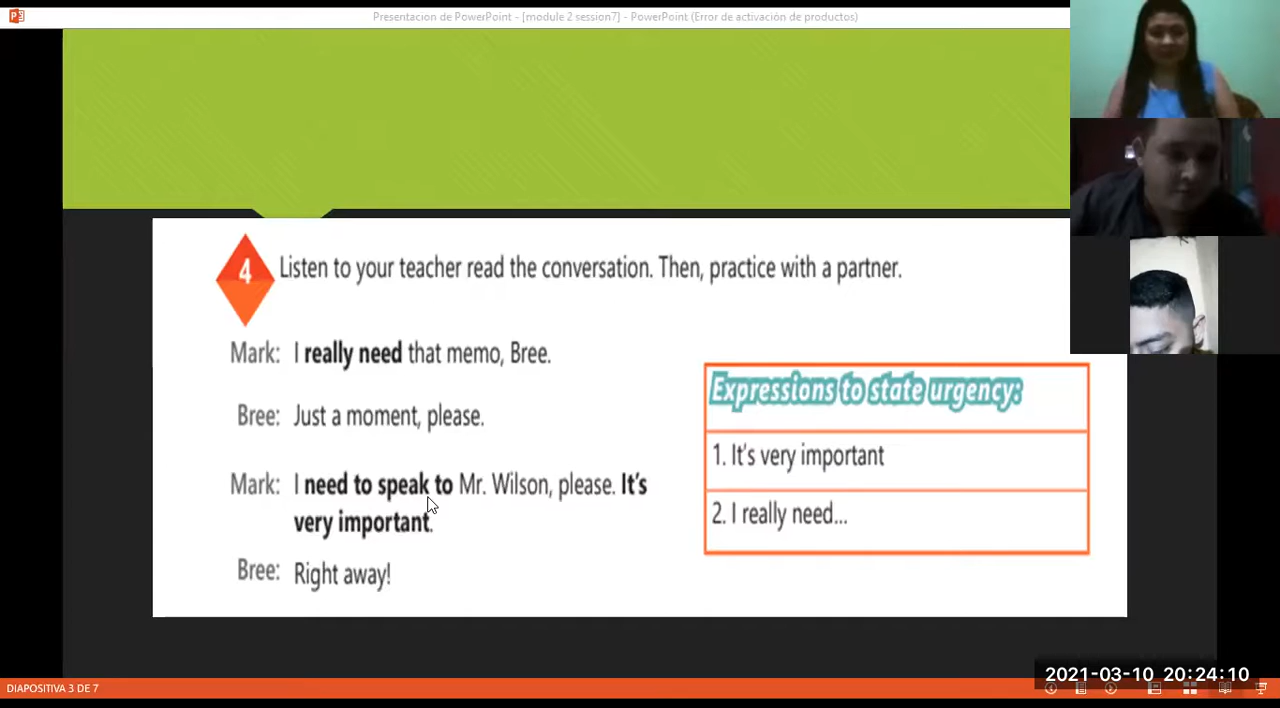 Presentación de PowerPoint - [module 2 session7] - PowerPoint (Error de activación de productos)
4
Listen to your teacher read the conversation. Then, practice with a partner.
Mark: I really need that memo, Bree.
Bree: Just a moment, please.
Mark: I need to speak to Mr. Wilson, please. It's
very important.
Bree: Right away!
Expressions to state urgency:
1. It's very important
2. I really need...
2021-03-10 20:24:10
DIAPOSITIVA 3 DE 7